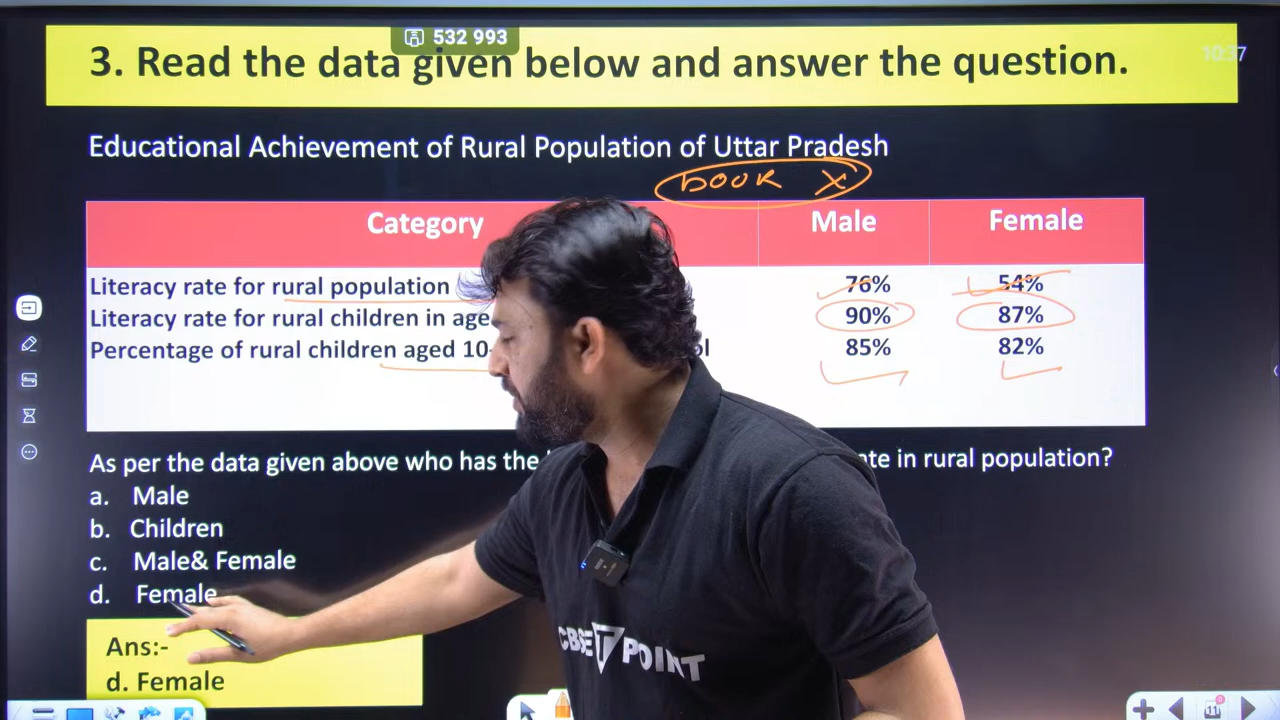 532 993
3. Read the data given below and answer the question.
10:37
Educational Achievement of Rural Population of Uttar Pradesh
book X
Category Male Female
Literacy rate for rural population 76% 54%
Literacy rate for rural children in age 90% 87%
Percentage of rural children aged 10- 85% 82%
As per the data given above who has the in rural population?
a. Male
b. Children
c. Male& Female
d. Female
Ans:-
d. Female
CBSE T POINT
11